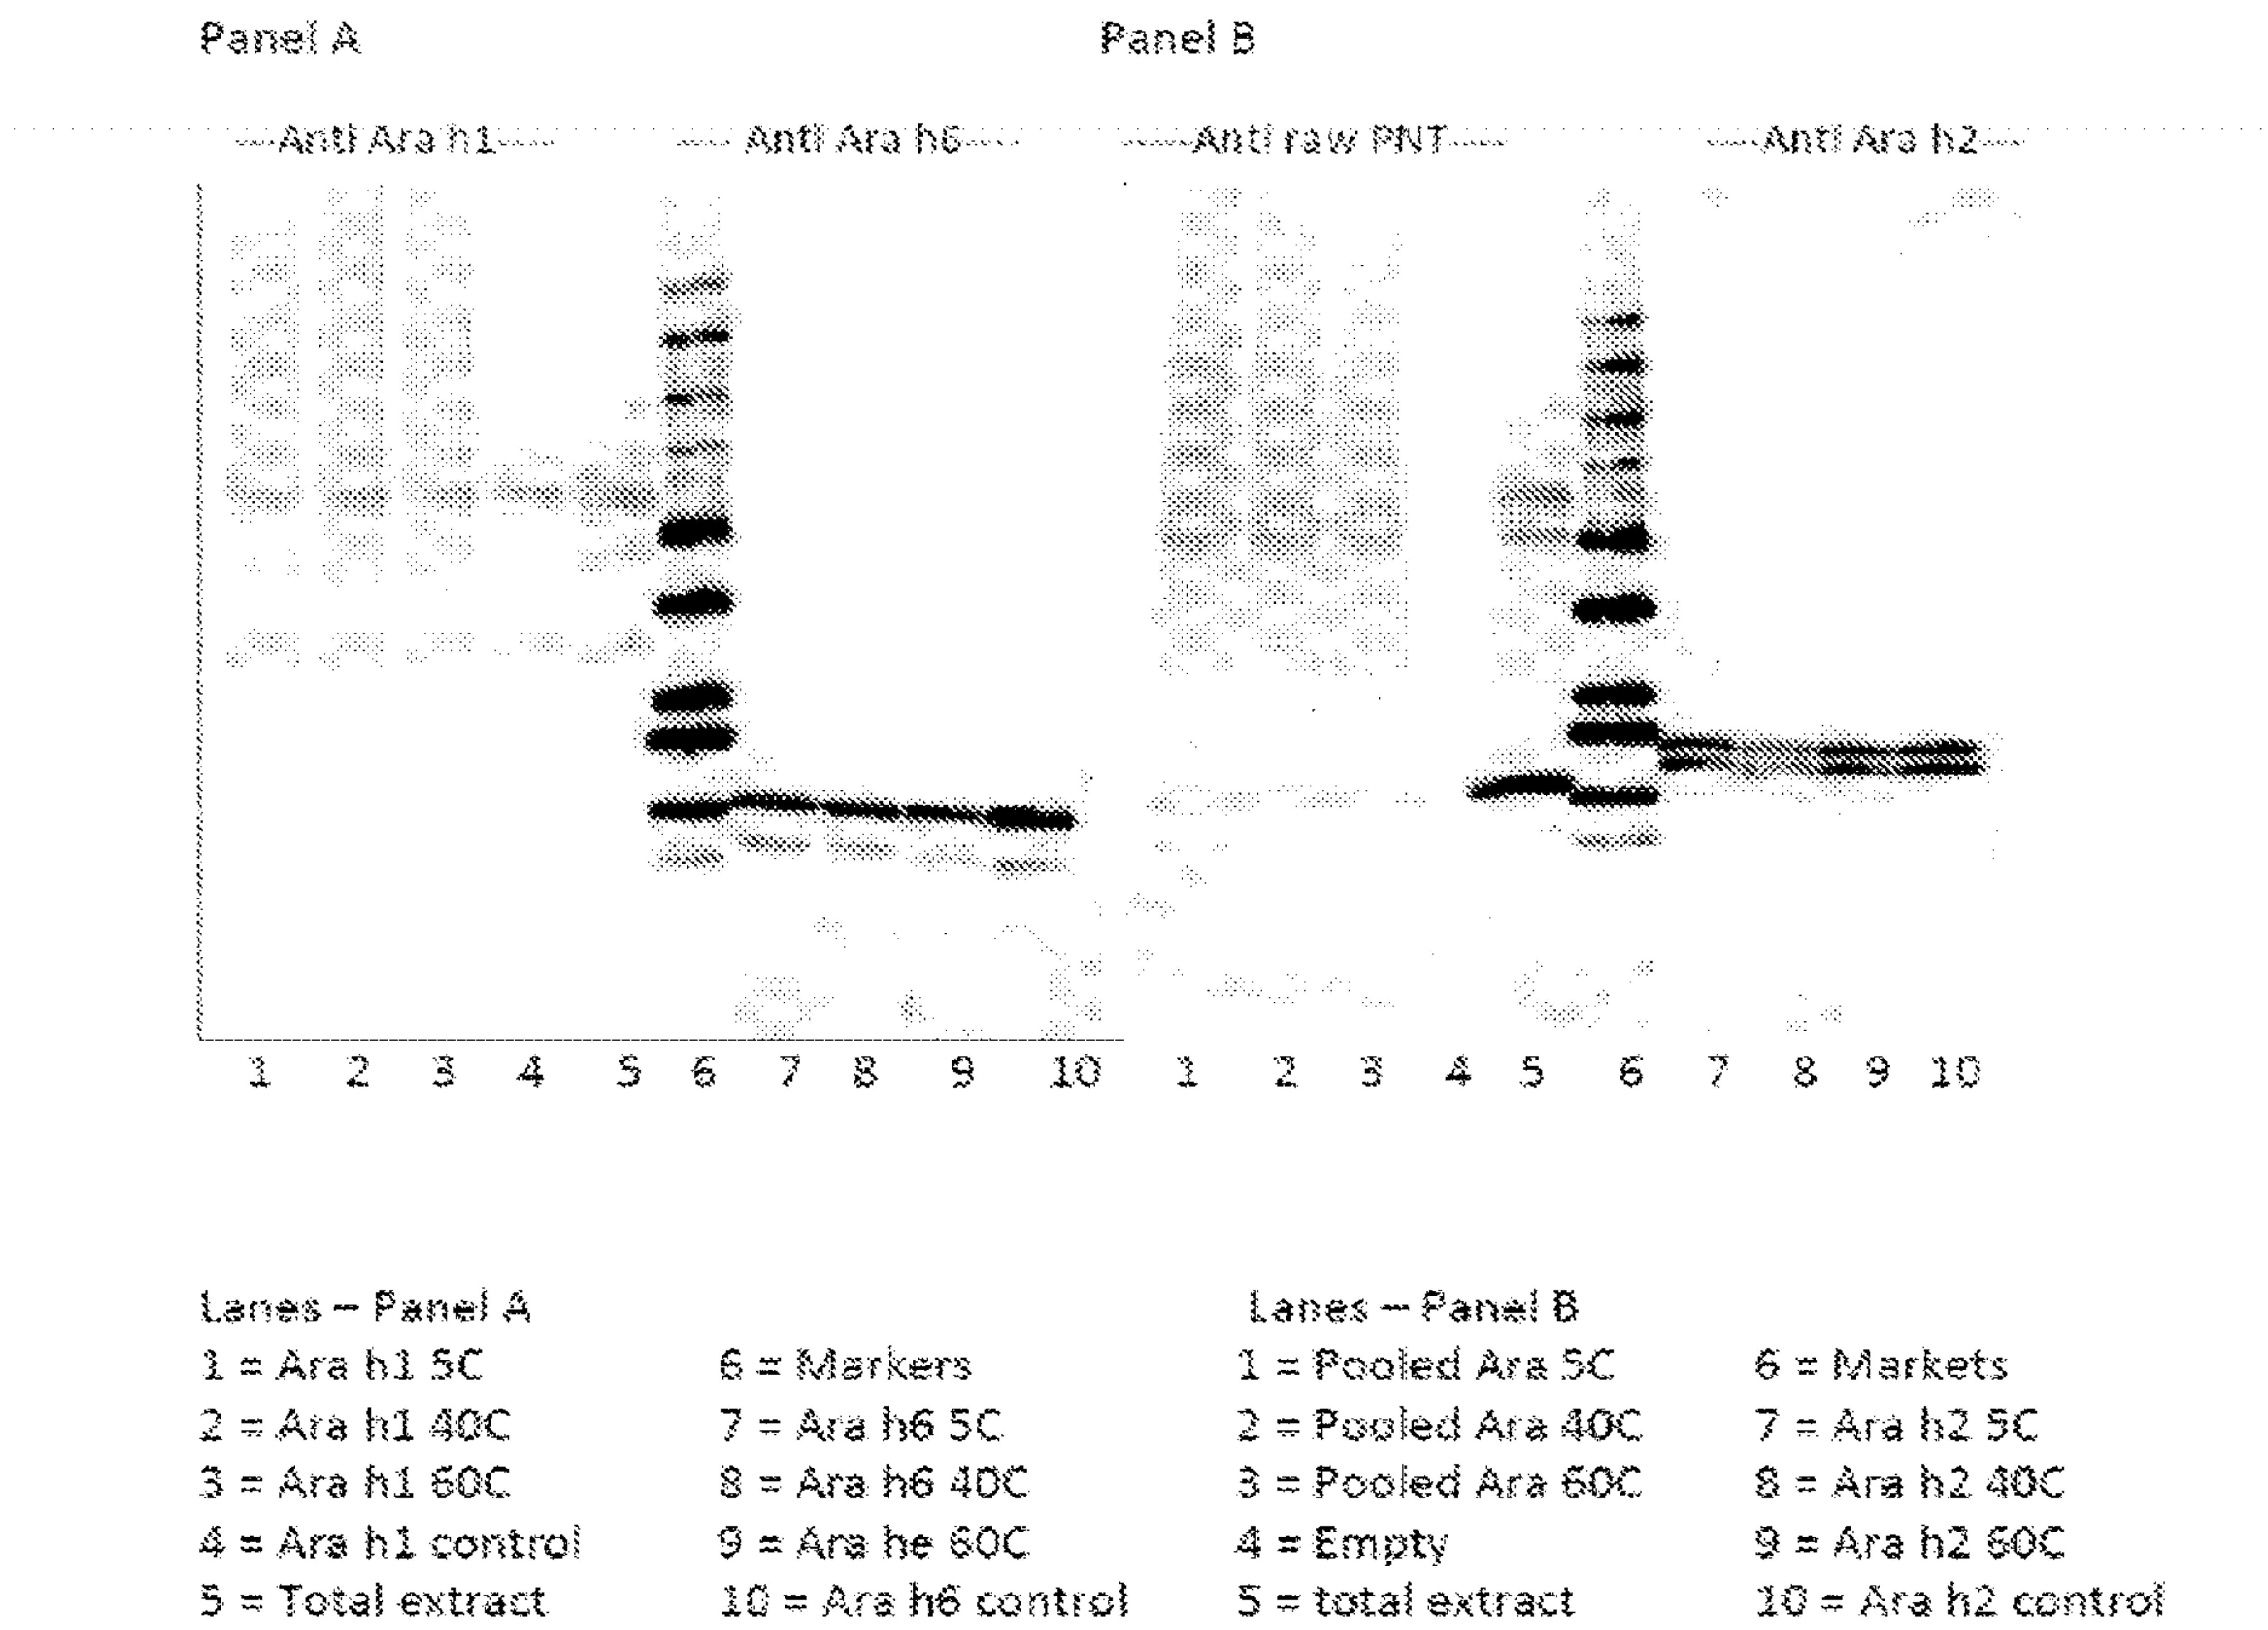 Panel A Panel B
---Anti Ara h1----- ---- Anti Ara h6----- ------Anti raw PNT----- ----Anti Ara h2----
1 2 3 4 5 6 7 8 9 10 1 2 3 4 5 6 7 8 9 10
Lanes – Panel A Lanes – Panel B
1 = Ara h1 5C 6 = Markers 1 = Pooled Ara 5C 6 = Markets
2 = Ara h1 40C 7 = Ara h6 5C 2 = Pooled Ara 40C 7 = Ara h2 5C
3 = Ara h1 60C 8 = Ara h6 40C 3 = Pooled Ara 60C 8 = Ara h2 40C
4 = Ara h1 control 9 = Ara he 60C 4 = Empty 9 = Ara h2 60C
5 = Total extract 10 = Ara h6 control 5 = total extract 10 = Ara h2 control